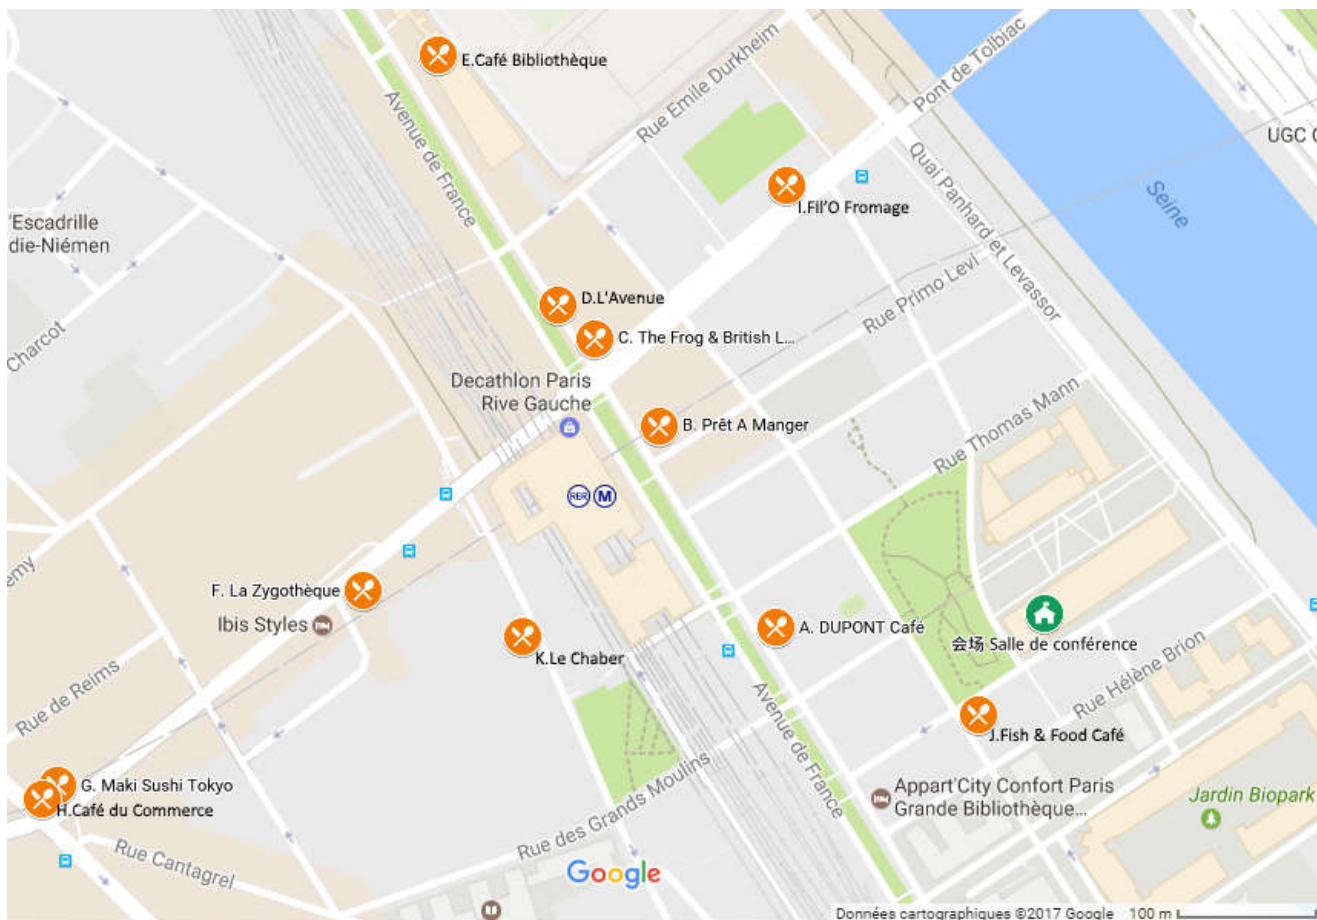 E.Café Bibliothèque
Rue Emile Durkheim
Pont de Tolbiac
UGC C
Avenue de France
Quai Panhard et Levassor
Seine
I.Fil'O Fromage
'Escadrille
die-Niémen
Rue Primo Levi
D.L'Avenue
C. The Frog & British L...
Charcot
Decathlon Paris
Rive Gauche
B. Prêt A Manger
Rue Thomas Mann
RER M
emy
F. La Zygothèque
Ibis Styles
A. DUPONT Café
会场 Salle de conférence
K.Le Chaber
Rue de Reims
Rue Hélène Brion
Avenue de France
J.Fish & Food Café
G. Maki Sushi Tokyo
H.Café du Commerce
Rue des Grands Moulins
Appart'City Confort Paris
Grande Bibliothèque...
Jardin Biopark
Rue Cantagrel
Google
Données cartographiques ©2017 Google 100 m